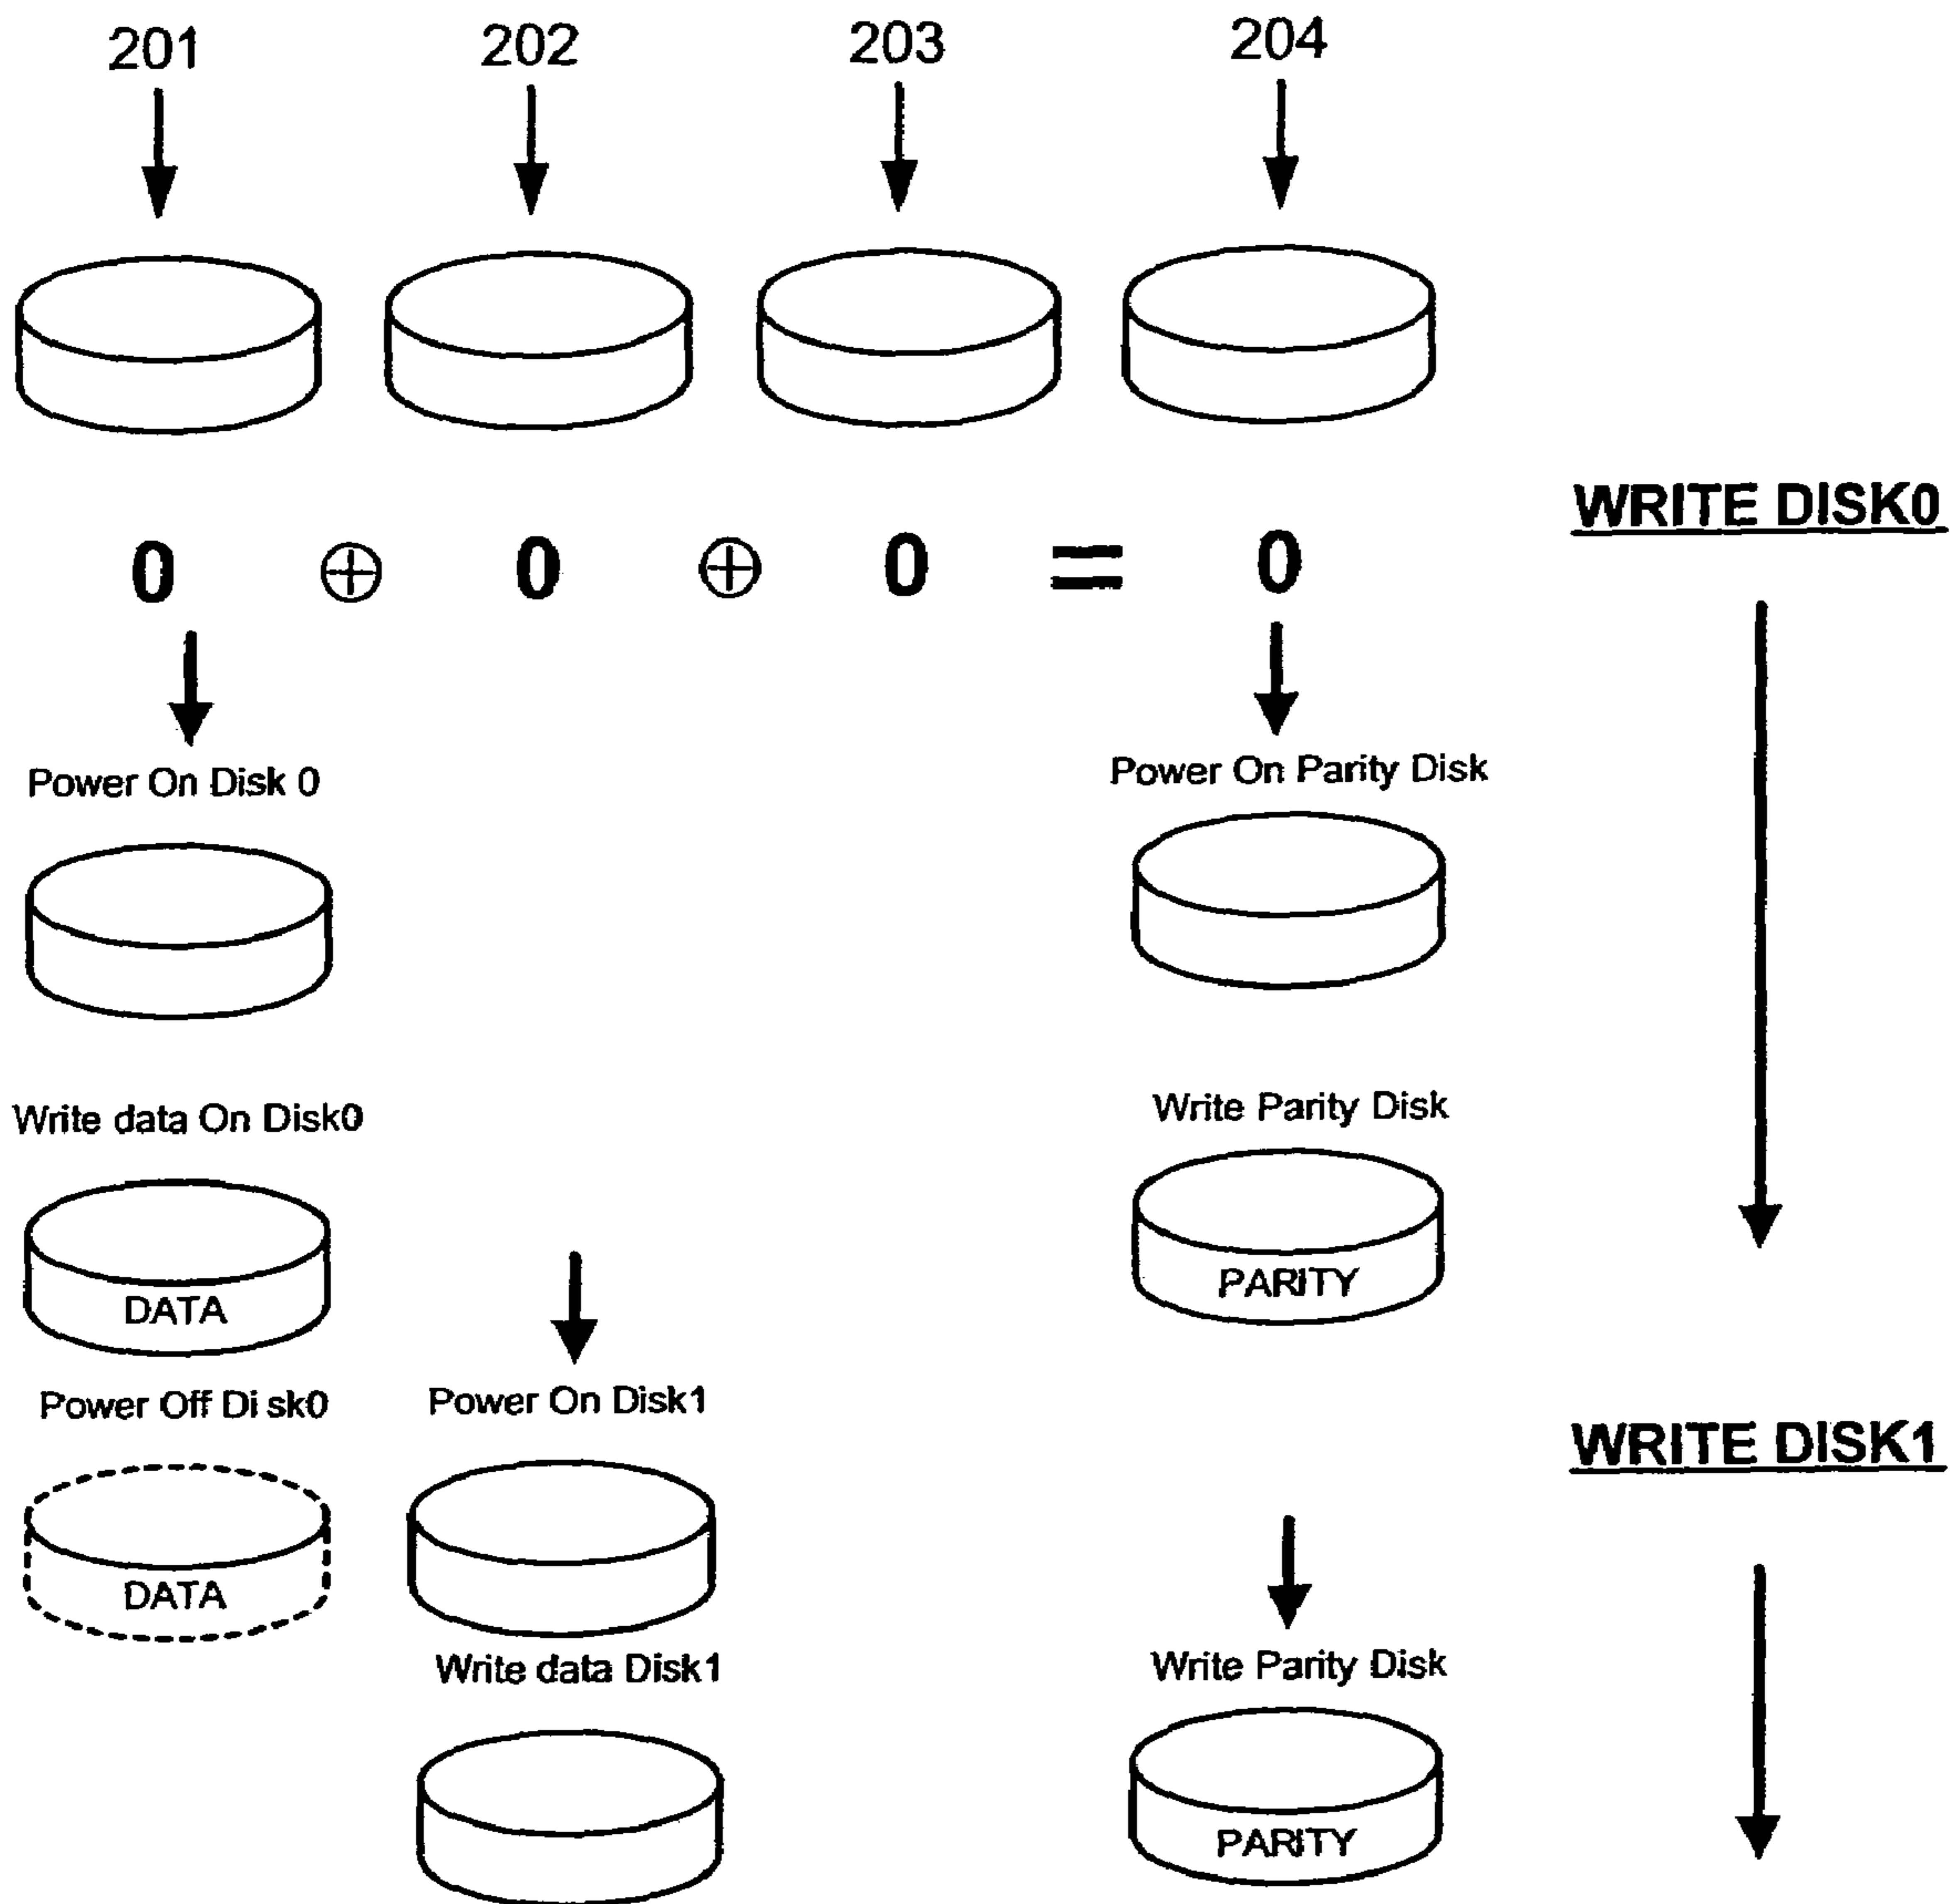 201 202 203 204
WRITE DISK0
0 ⊕ 0 ⊕ 0 = 0
Power On Disk 0 Power On Parity Disk
Write data On Disk0 Write Parity Disk
DATA PARITY
Power Off Di sk0 Power On Disk1
WRITE DISK1
DATA
Write data Disk1 Write Parity Disk
PARITY